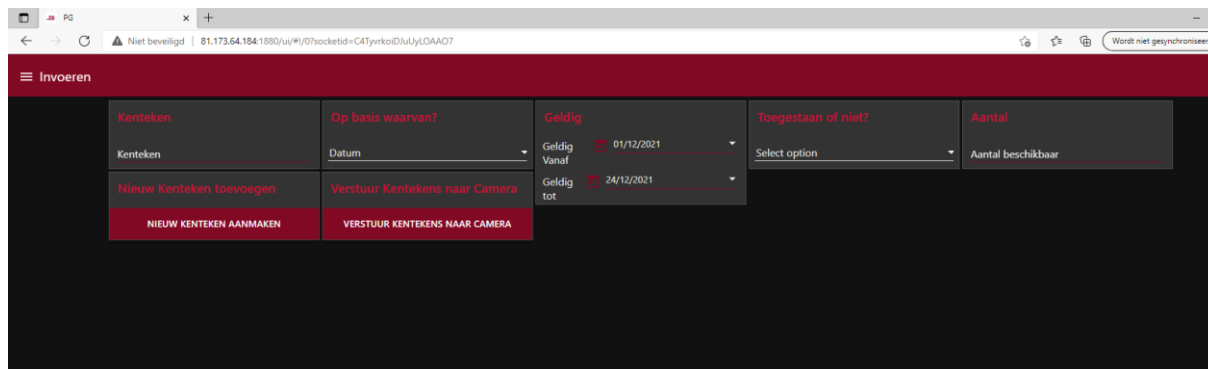 PG
Niet beveiligd | 81.173.64.184:1880/ui/#!/0?socketid=C4TyvrkoiDJuUyLOAAO7
Wordt niet gesynchroniseer
Invoeren
Kenteken
Kenteken
Op basis waarvan?
Datum
Geldig
Geldig Vanaf
01/12/2021
Geldig tot
24/12/2021
Toegestaan of niet?
Select option
Aantal
Aantal beschikbaar
Nieuw Kenteken toevoegen
NIEUW KENTEKEN AANMAKEN
Verstuur Kentekens naar Camera
VERSTUUR KENTEKENS NAAR CAMERA